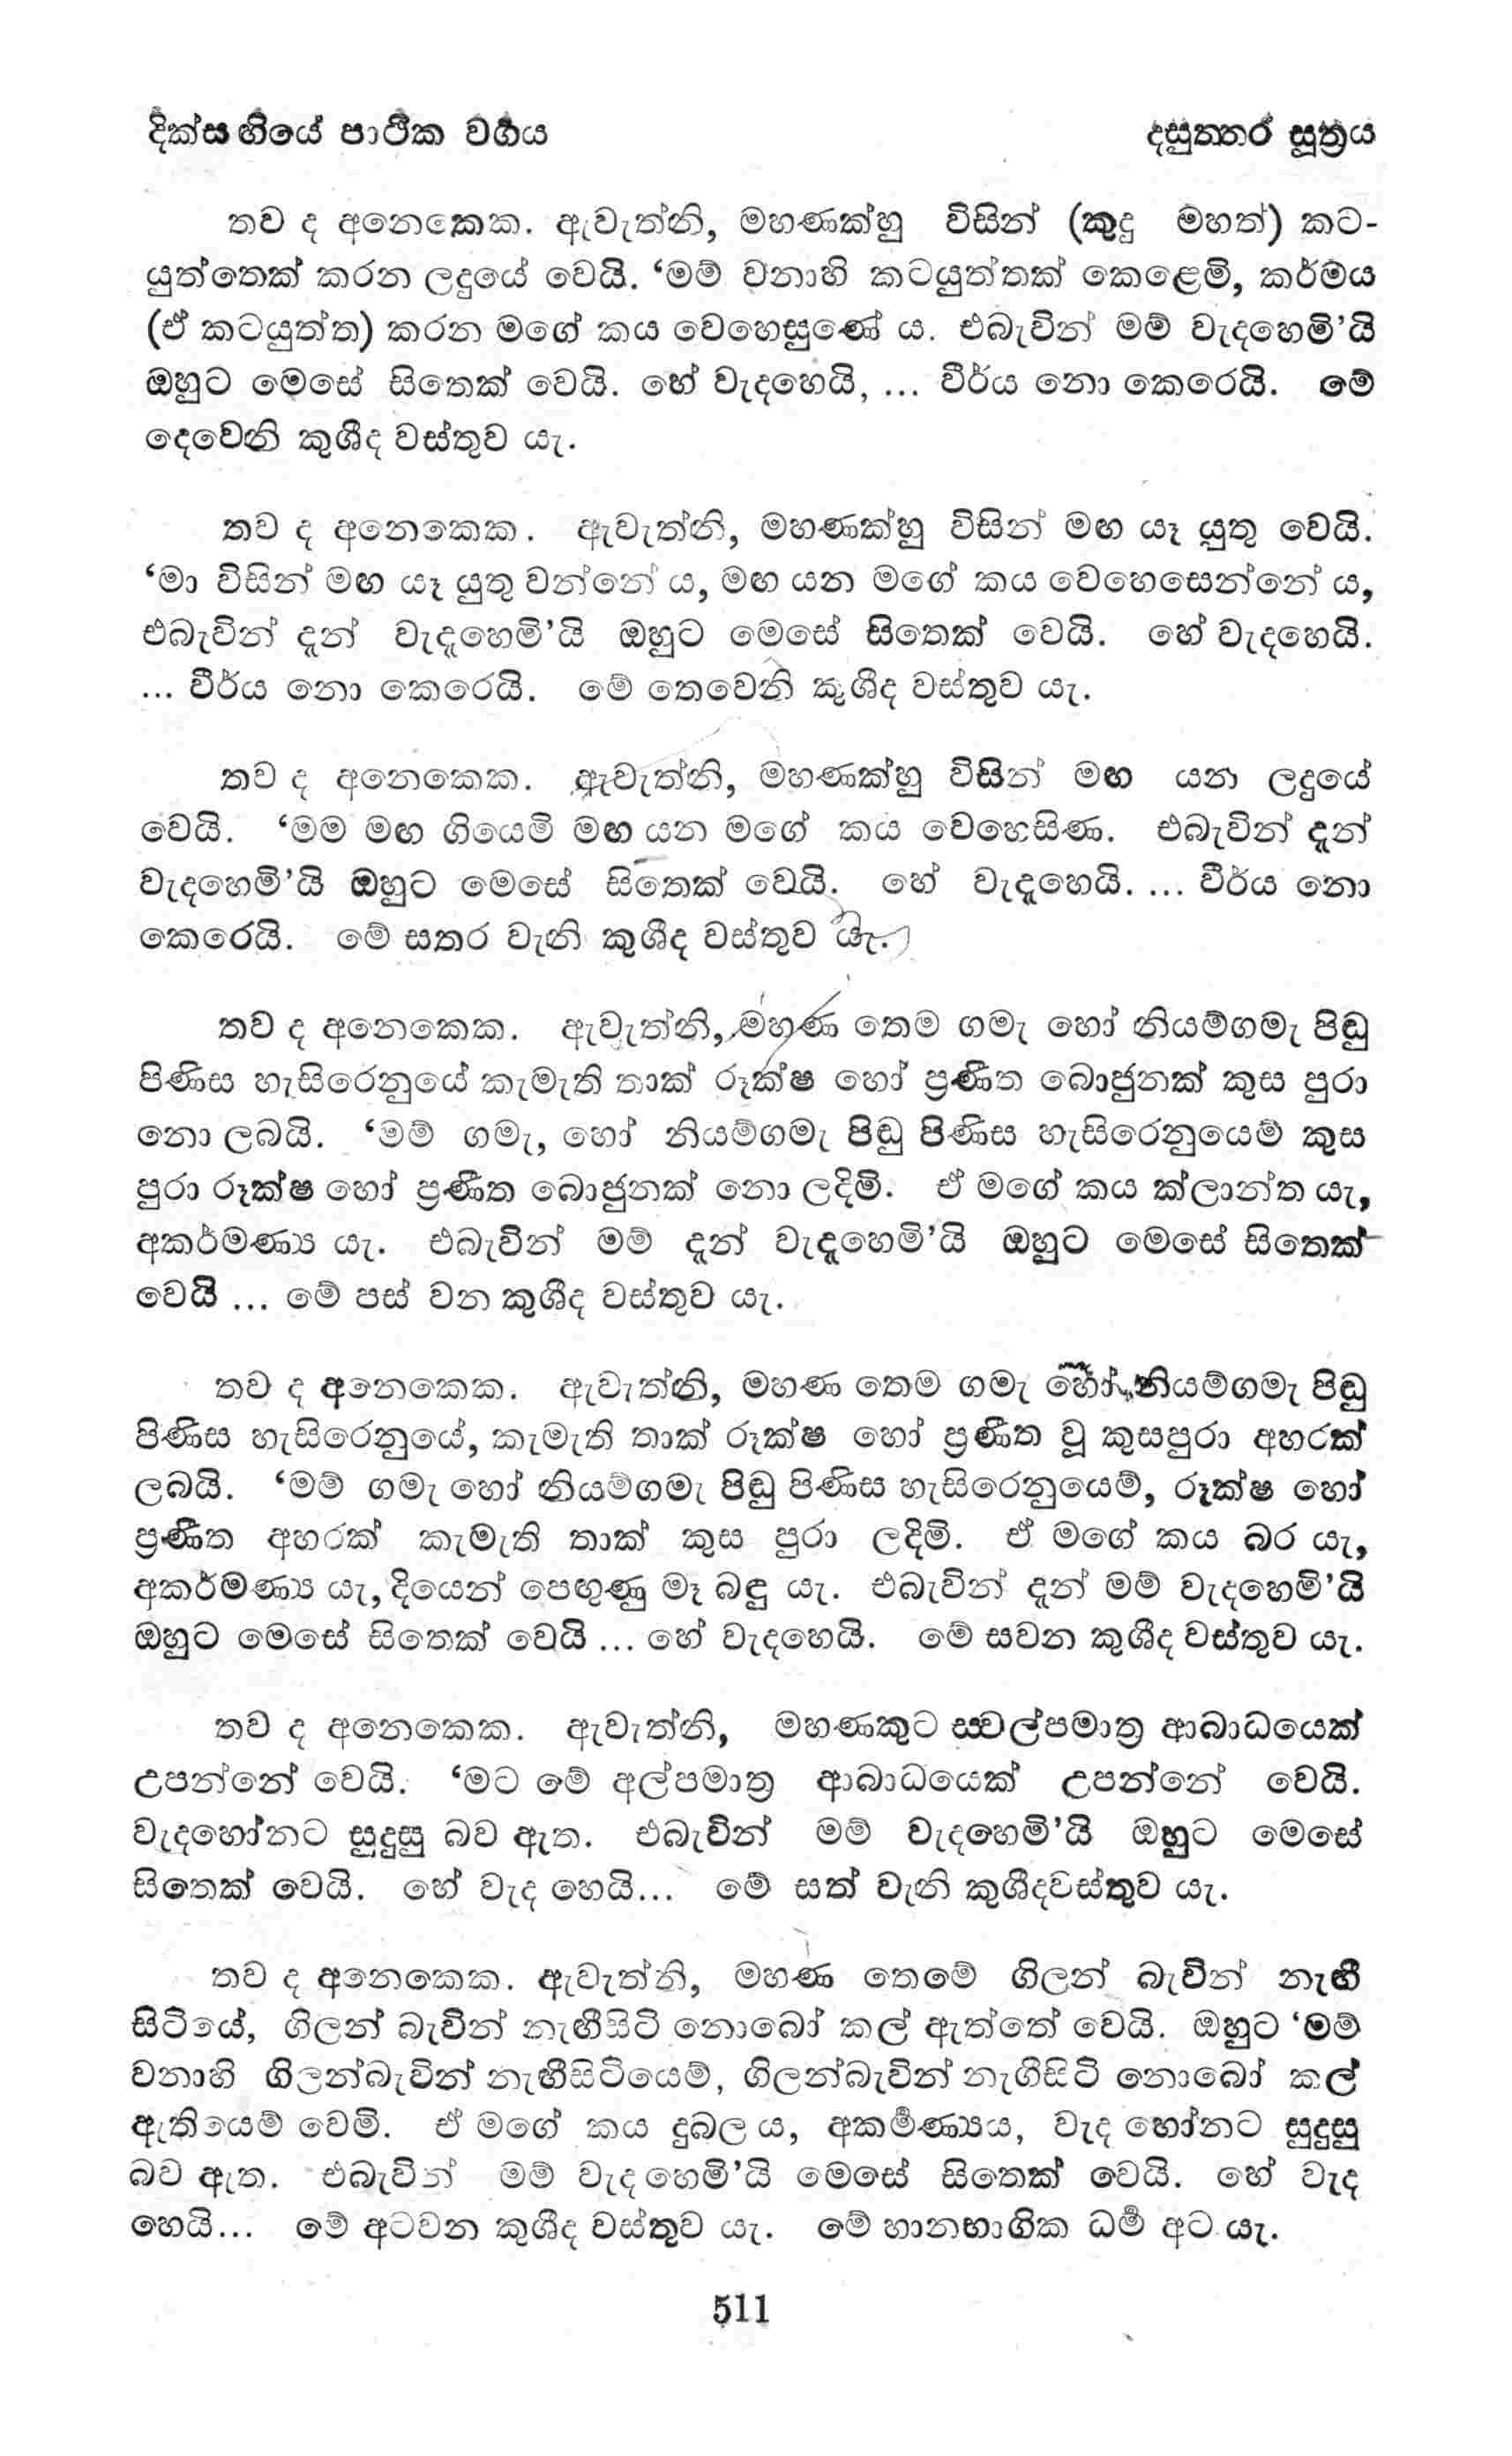 දික්සඟියේ පාථික වර්‍ගය
දසුත්තර සූත්‍රය
තව ද අනෙකෙක. ඇවැත්නි, මහණක්හු විසින් (කුදු මහත්) කට-
යුත්තෙක් කරන ලදුයේ වෙයි. ‘මම් වනාහි කටයුත්තක් කෙළෙමි, කර්මය
(ඒ කටයුත්ත) කරන මගේ කය වෙහෙසුණේ ය. එබැවින් මම් වැදහෙමි’යි
ඔහුට මෙසේ සිතෙක් වෙයි. හේ වැදහෙයි, ... වීර්ය නො කෙරෙයි. මේ
දෙවෙනි කුශීද වස්තුව යැ.
තව ද අනෙකෙක. ඇවැත්නි, මහණක්හු විසින් මඟ යෑ යුතු වෙයි.
‘මා විසින් මඟ යෑ යුතු වන්නේ ය, මඟ යන මගේ කය වෙහෙසෙන්නේ ය,
එබැවින් දැන් වැදෑහෙමි’යි ඔහුට මෙසේ සිතෙක් වෙයි. හේ වැදහෙයි.
... වීර්ය නො කෙරෙයි. මේ තෙවෙනි කුශීද වස්තුව යැ.
තව ද අනෙකෙක. ඇවැත්නි, මහණක්හු විසින් මඟ යන ලදුයේ
වෙයි. ‘මම මඟ ගියෙමි මඟ යන මගේ කය වෙහෙසිණ. එබැවින් දැන්
වැදහෙමි’යි ඔහුට මෙසේ සිතෙක් වෙයි. හේ වැදෑහෙයි. ... වීර්ය නො
කෙරෙයි. මේ සතර වැනි කුශීද වස්තුව යැ.
තව ද අනෙකෙක. ඇවැත්නි, මහණ තෙම ගමැ හෝ නියම්ගමැ පිඬු
පිණිස හැසිරෙනුයේ කැමැති තාක් රූක්ෂ හෝ ප්‍රණීත බොජුනක් කුස පුරා
නො ලබයි. ‘මම් ගමැ, හෝ නියම්ගමැ පිඬු පිණිස හැසිරෙනුයෙම් කුස
පුරා රූක්ෂ හෝ ප්‍රණීත බොජුනක් නො ලදිමි. ඒ මගේ කය ක්ලාන්ත යැ,
අකර්මණ්‍ය යැ. එබැවින් මම් දැන් වැදෑහෙමි’යි ඔහුට මෙසේ සිතෙක්
වෙයි ... මේ පස් වන කුශීද වස්තුව යැ.
තව ද අනෙකෙක. ඇවැත්නි, මහණ තෙම ගමැ හෝ නියම්ගමැ පිඬු
පිණිස හැසිරෙනුයේ, කැමැති තාක් රූක්ෂ හෝ ප්‍රණීත වූ කුසපුරා අහරක්
ලබයි. ‘මම් ගමැ හෝ නියම්ගමැ පිඬු පිණිස හැසිරෙනුයෙම්, රූක්ෂ හෝ
ප්‍රණීත අහරක් කැමැති තාක් කුස පුරා ලදිමි. ඒ මගේ කය බර යැ,
අකර්මණ්‍ය යැ, දියෙන් පෙඟුණු මෑ බඳු යැ. එබැවින් දැන් මම් වැදහෙමි’යි
ඔහුට මෙසේ සිතෙක් වෙයි ... හේ වැදහෙයි. මේ සවන කුශීද වස්තුව යැ.
තව ද අනෙකෙක. ඇවැත්නි, මහණකුට ස්වල්පමාත්‍ර ආබාධයෙක්
උපන්නේ වෙයි. ‘මට මේ අල්පමාත්‍ර ආබාධයෙක් උපන්නේ වෙයි.
වැදහෝනට සුදුසු බව ඇත. එබැවින් මම් වැදහෙමි’යි ඔහුට මෙසේ
සිතෙක් වෙයි. හේ වැද හෙයි... මේ සත් වැනි කුශීදවස්තුව යැ.
තව ද අනෙකෙක. ඇවැත්නි, මහණ තෙමේ ගිලන් බැවින් නැඟී
සිටියේ, ගිලන් බැවින් නැඟීසිටි නොබෝ කල් ඇත්තේ වෙයි. ඔහුට ‘මම්
වනාහි ගිලන්බැවින් නැඟීසිටියෙම්, ගිලන්බැවින් නැගීසිටි නොබෝ කල්
ඇතියෙම් වෙමි. ඒ මගේ කය දුබල ය, අකර්‍මණ්‍යය, වැද හෝනට සුදුසු
බව ඇත. එබැවින් මම් වැද හෙමි’යි මෙසේ සිතෙක් වෙයි. හේ වැද
හෙයි... මේ අටවන කුශීද වස්තුව යැ. මේ හානභාගික ධර්‍ම අට යැ.
511